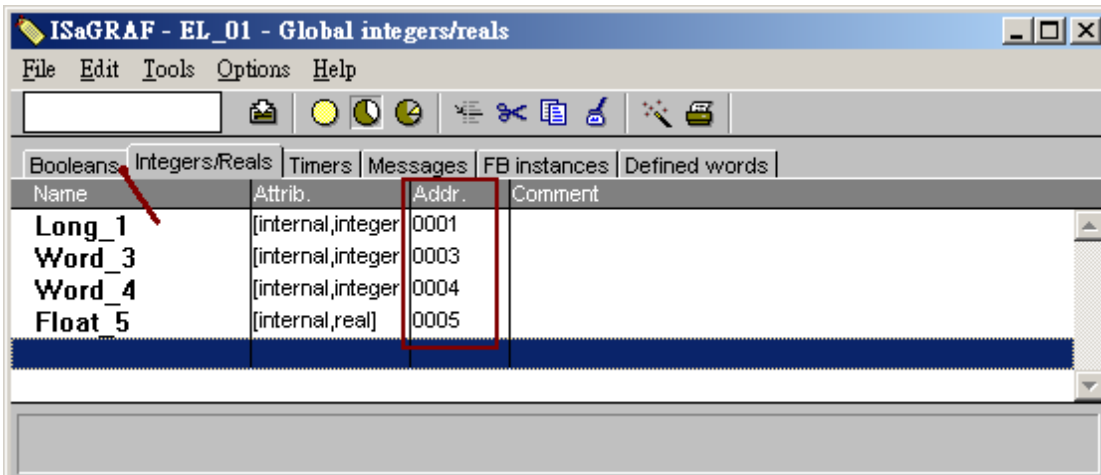 ISaGRAF - EL_01 - Global integers/reals
File Edit Tools Options Help
Booleans Integers/Reals Timers Messages FB instances Defined words
Name Attrib. Addr. Comment
Long_1 [internal,integer 0001
Word_3 [internal,integer 0003
Word_4 [internal,integer 0004
Float_5 [internal,real] 0005